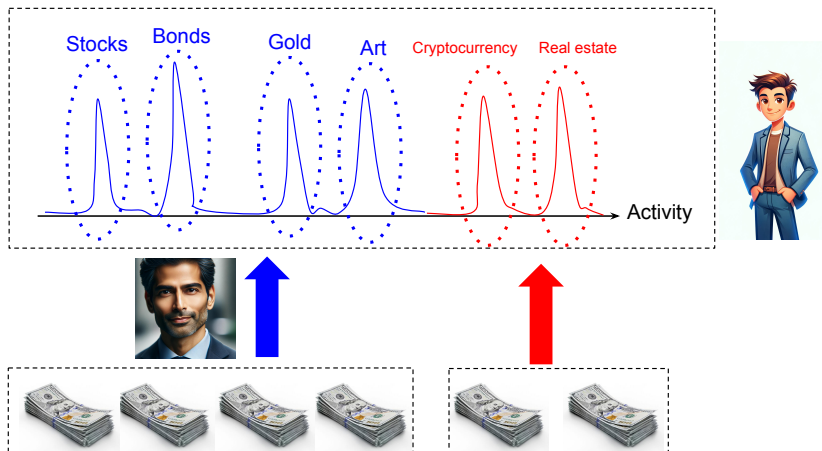 Stocks
Bonds
Gold
Art
Cryptocurrency
Real estate
Activity